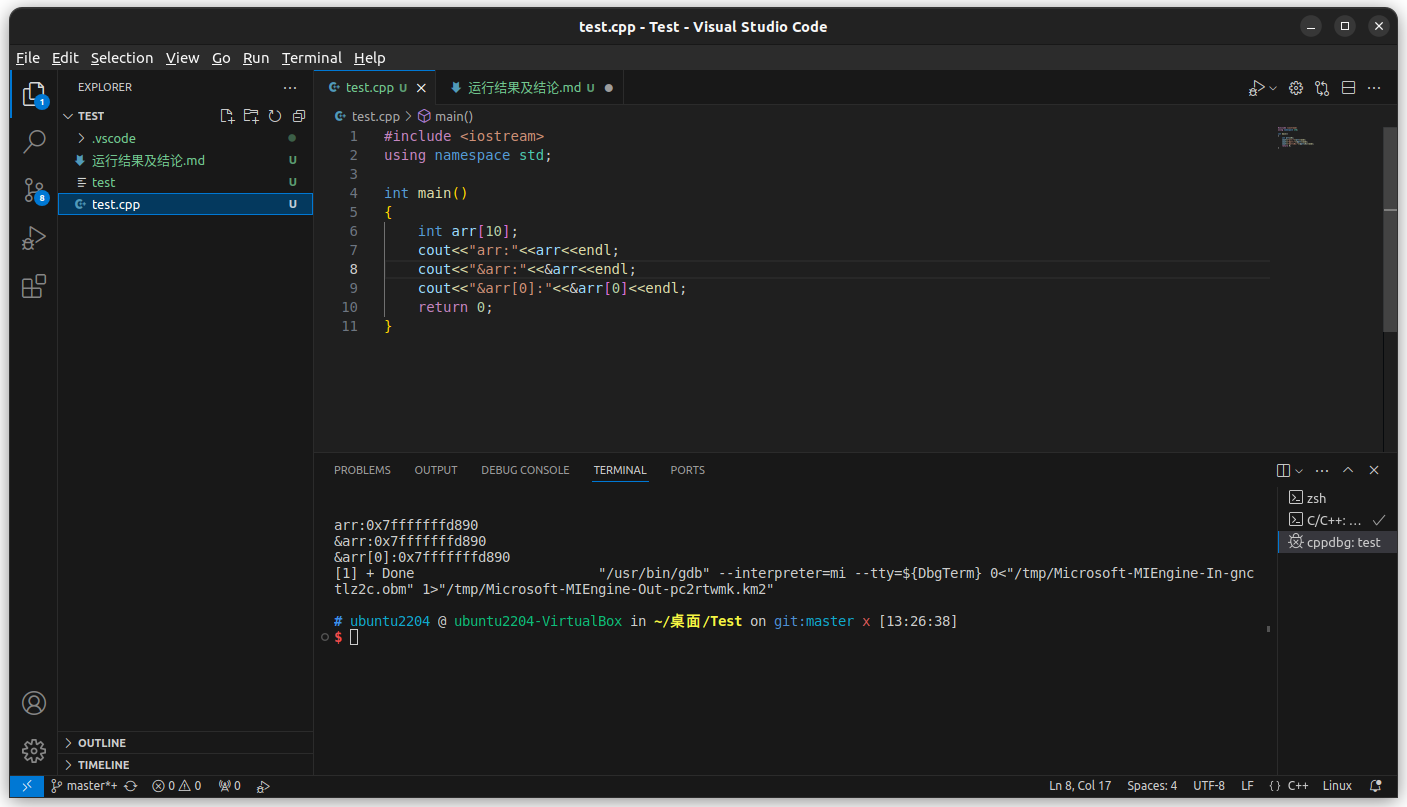 test.cpp - Test - Visual Studio Code
File Edit Selection View Go Run Terminal Help
EXPLORER
TEST
.vscode
运行结果及结论.md U
test U
test.cpp U
1
8
test.cpp U
运行结果及结论.md U
test.cpp > main()
1 #include <iostream>
2 using namespace std;
3
4 int main()
5 {
6 int arr[10];
7 cout<<"arr:"<<arr<<endl;
8 cout<<"&arr:"<<&arr<<endl;
9 cout<<"&arr[0]:"<<&arr[0]<<endl;
10 return 0;
11 }
PROBLEMS OUTPUT DEBUG CONSOLE TERMINAL PORTS
arr:0x7fffffffd890
&arr:0x7fffffffd890
&arr[0]:0x7fffffffd890
[1] + Done "/usr/bin/gdb" --interpreter=mi --tty=${DbgTerm} 0<"/tmp/Microsoft-MIEngine-In-gnc
tlz2c.obm" 1>"/tmp/Microsoft-MIEngine-Out-pc2rtwmk.km2"
# ubuntu2204 @ ubuntu2204-VirtualBox in ~/桌面/Test on git:master x [13:26:38]
$
zsh
C/C++: ...
cppdbg: test
OUTLINE
TIMELINE
master*+ 0 0 0 Ln 8, Col 17 Spaces: 4 UTF-8 LF {} C++ Linux